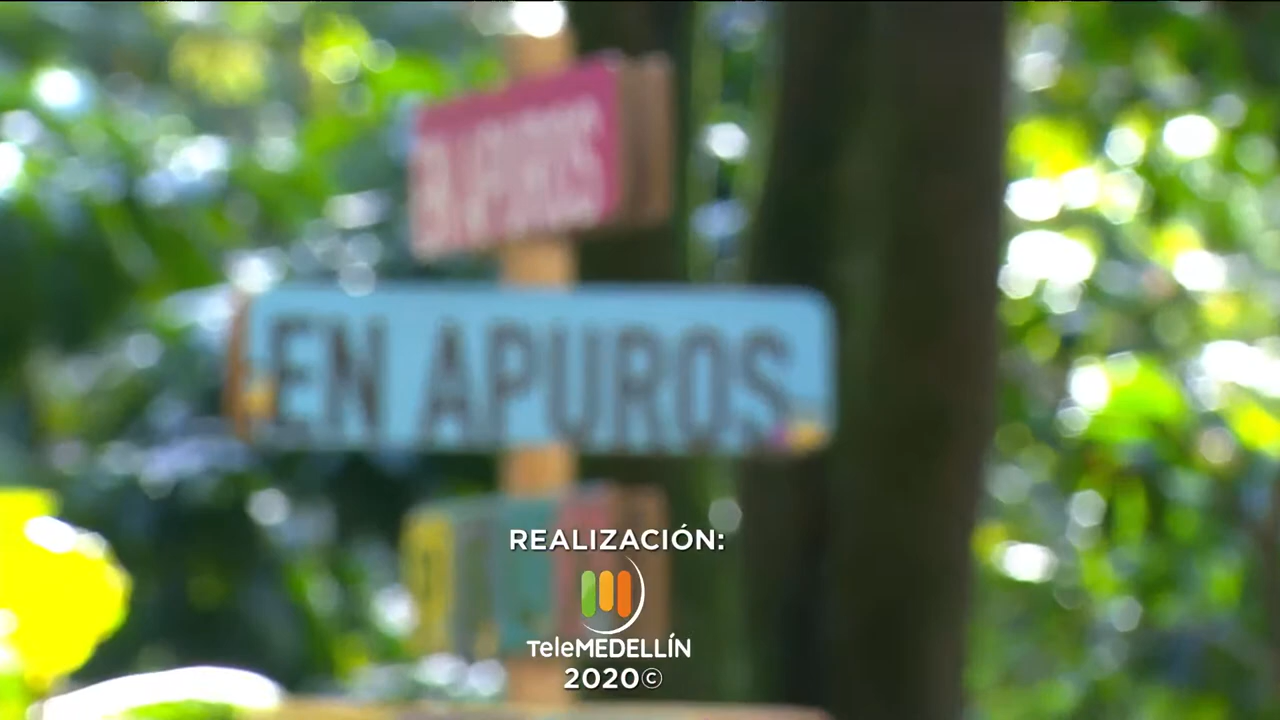 EN APUROS
EN APUROS
REALIZACIÓN:
TeleMEDELLÍN
2020©